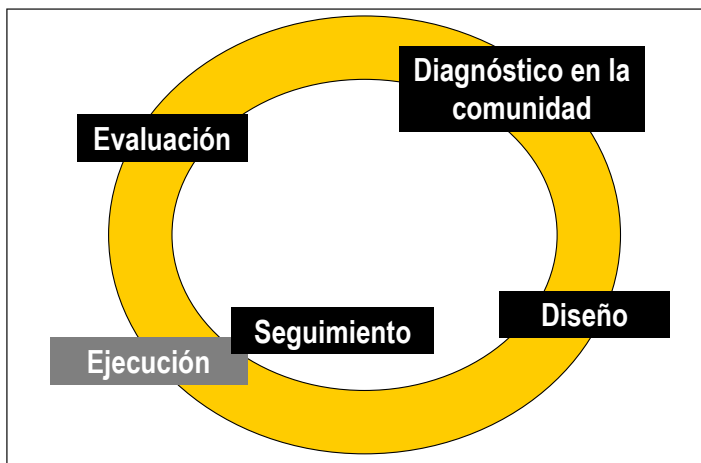 Diagnóstico en la
comunidad
Evaluación
Diseño
Seguimiento
Ejecución